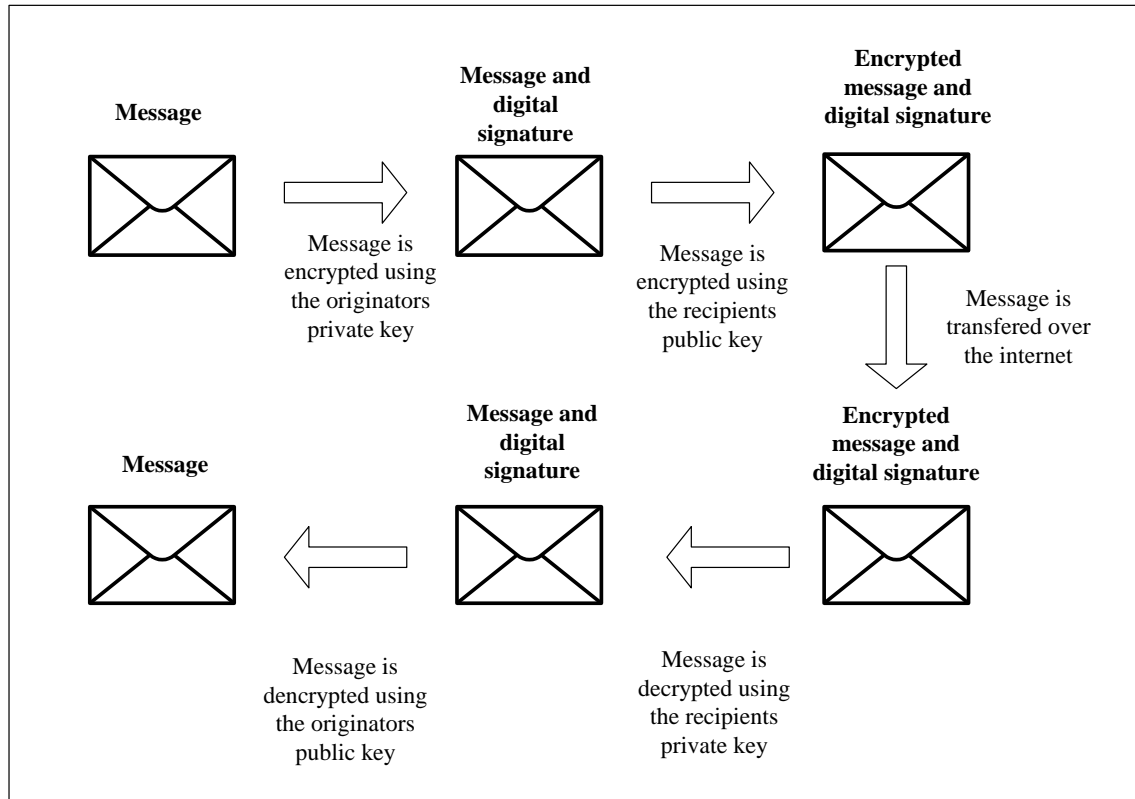 Message
Message and
digital
signature
Encrypted
message and
digital signature
Message is
encrypted using
the originators
private key
Message is
encrypted using
the recipients
public key
Message is
transfered over
the internet
Message
Message and
digital
signature
Encrypted
message and
digital signature
Message is
dencrypted using
the originators
public key
Message is
decrypted using
the recipients
private key